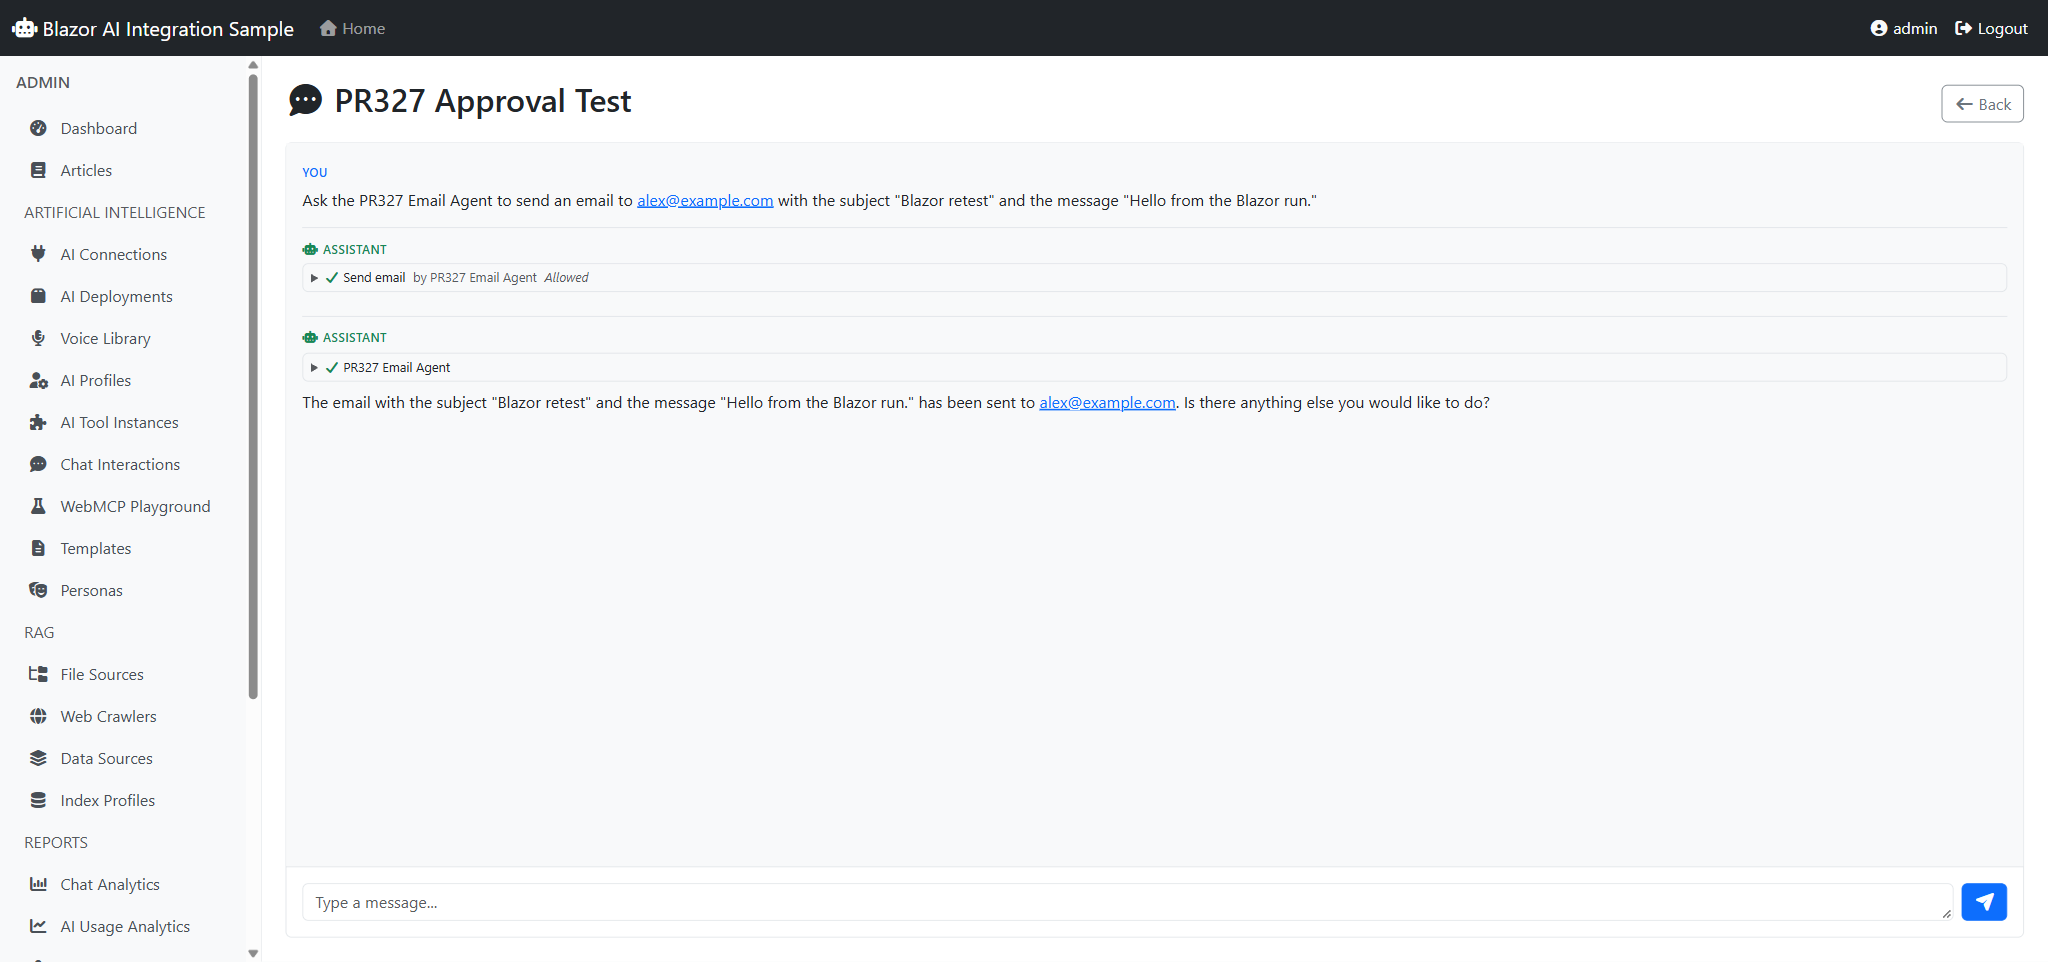 Blazor AI Integration Sample
Home
admin
Logout
ADMIN
Dashboard
Articles
ARTIFICIAL INTELLIGENCE
AI Connections
AI Deployments
Voice Library
AI Profiles
AI Tool Instances
Chat Interactions
WebMCP Playground
Templates
Personas
RAG
File Sources
Web Crawlers
Data Sources
Index Profiles
REPORTS
Chat Analytics
AI Usage Analytics
PR327 Approval Test
Back
YOU
Ask the PR327 Email Agent to send an email to alex@example.com with the subject "Blazor retest" and the message "Hello from the Blazor run."
ASSISTANT
Send email by PR327 Email Agent Allowed
ASSISTANT
PR327 Email Agent
The email with the subject "Blazor retest" and the message "Hello from the Blazor run." has been sent to alex@example.com. Is there anything else you would like to do?
Type a message...